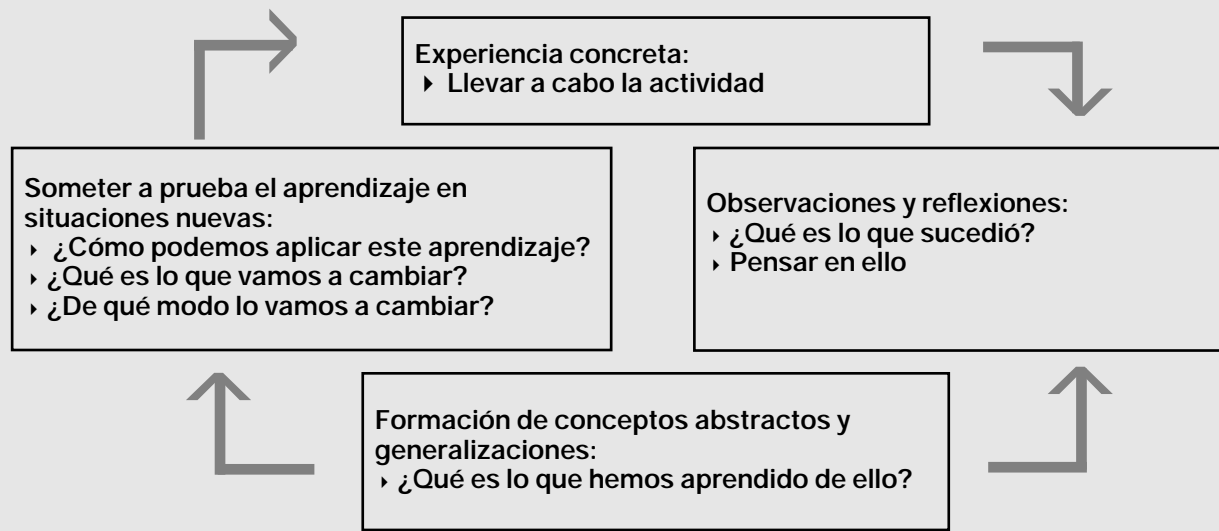 Experiencia concreta:
‣ Llevar a cabo la actividad
Someter a prueba el aprendizaje en
situaciones nuevas:
‣ ¿Cómo podemos aplicar este aprendizaje?
‣ ¿Qué es lo que vamos a cambiar?
‣ ¿De qué modo lo vamos a cambiar?
Observaciones y reflexiones:
‣ ¿Qué es lo que sucedió?
‣ Pensar en ello
Formación de conceptos abstractos y
generalizaciones:
‣ ¿Qué es lo que hemos aprendido de ello?